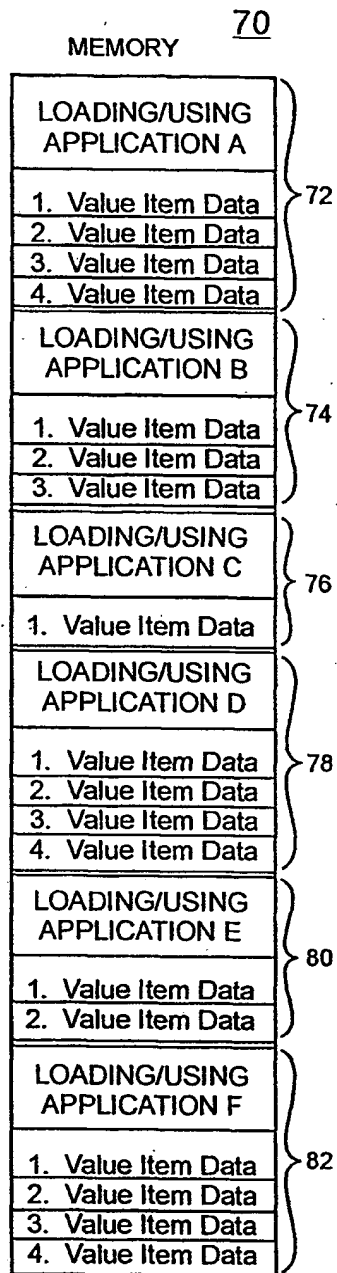 70
MEMORY
LOADING/USING
APPLICATION A
1. Value Item Data
2. Value Item Data
3. Value Item Data
4. Value Item Data
72
LOADING/USING
APPLICATION B
1. Value Item Data
2. Value Item Data
3. Value Item Data
74
LOADING/USING
APPLICATION C
1. Value Item Data
76
LOADING/USING
APPLICATION D
1. Value Item Data
2. Value Item Data
3. Value Item Data
4. Value Item Data
78
LOADING/USING
APPLICATION E
1. Value Item Data
2. Value Item Data
80
LOADING/USING
APPLICATION F
1. Value Item Data
2. Value Item Data
3. Value Item Data
4. Value Item Data
82